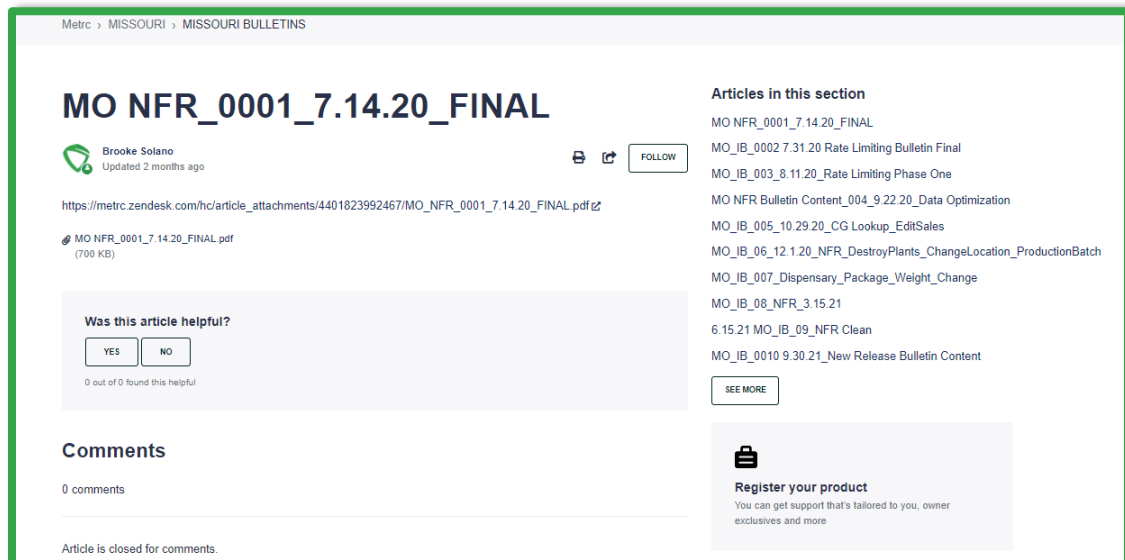 Metrc › MISSOURI › MISSOURI BULLETINS
MO NFR_0001_7.14.20_FINAL
Brooke Solano
Updated 2 months ago
FOLLOW
https://metrc.zendesk.com/hc/article_attachments/4401823992467/MO_NFR_0001_7.14.20_FINAL.pdf
MO NFR_0001_7.14.20_FINAL.pdf
(700 KB)
Was this article helpful?
YES NO
0 out of 0 found this helpful
Comments
0 comments
Article is closed for comments.
Articles in this section
MO NFR_0001_7.14.20_FINAL
MO_IB_0002 7.31.20 Rate Limiting Bulletin Final
MO_IB_003_8.11.20_Rate Limiting Phase One
MO NFR Bulletin Content_004_9.22.20_Data Optimization
MO_IB_005_10.29.20_CG Lookup_EditSales
MO_IB_06_12.1.20_NFR_DestroyPlants_ChangeLocation_ProductionBatch
MO_IB_007_Dispensary_Package_Weight_Change
MO_IB_08_NFR_3.15.21
6.15.21 MO_IB_09_NFR Clean
MO_IB_0010 9.30.21_New Release Bulletin Content
SEE MORE
Register your product
You can get support that's tailored to you, owner
exclusives and more